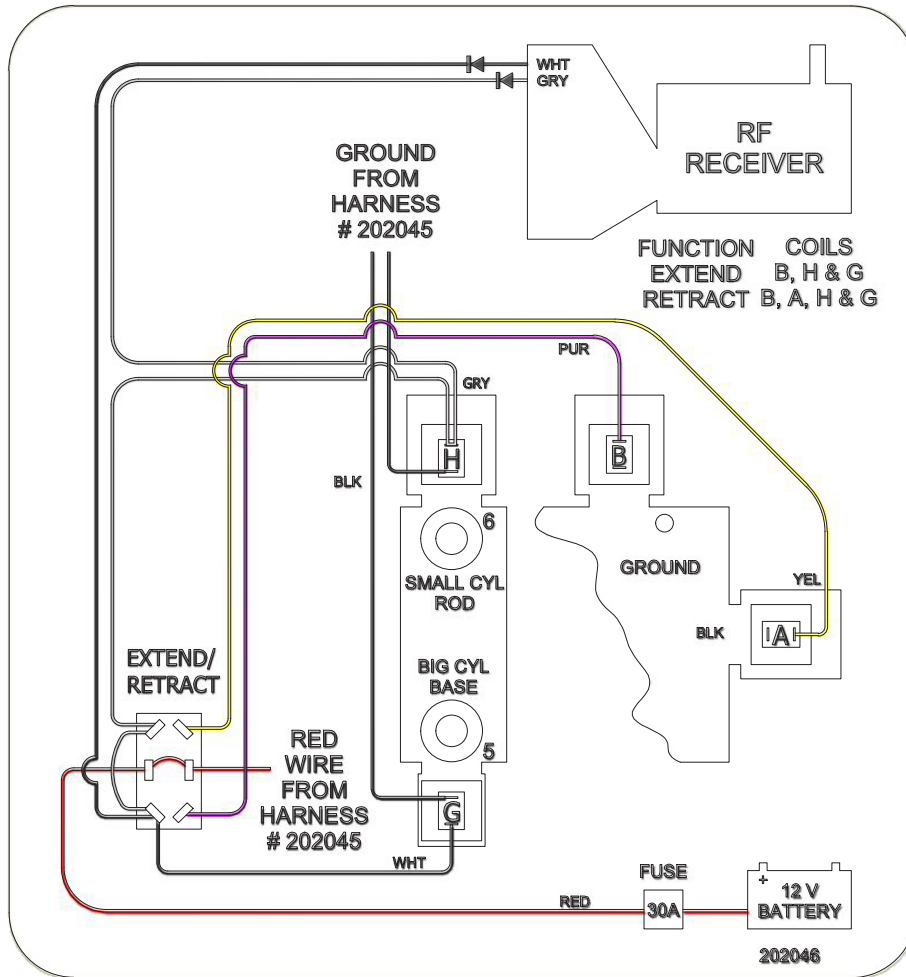 WHT
GRY
RF
RECEIVER
GROUND
FROM
HARNESS
# 202045
FUNCTION COILS
EXTEND B, H & G
RETRACT B, A, H & G
PUR
GRY
H
B
BLK
6
SMALL CYL
ROD
GROUND
YEL
BLK
A
EXTEND/
RETRACT
BIG CYL
BASE
5
RED
WIRE
FROM
HARNESS
# 202045
G
WHT
RED
FUSE
30A
+
12 V
BATTERY
202046